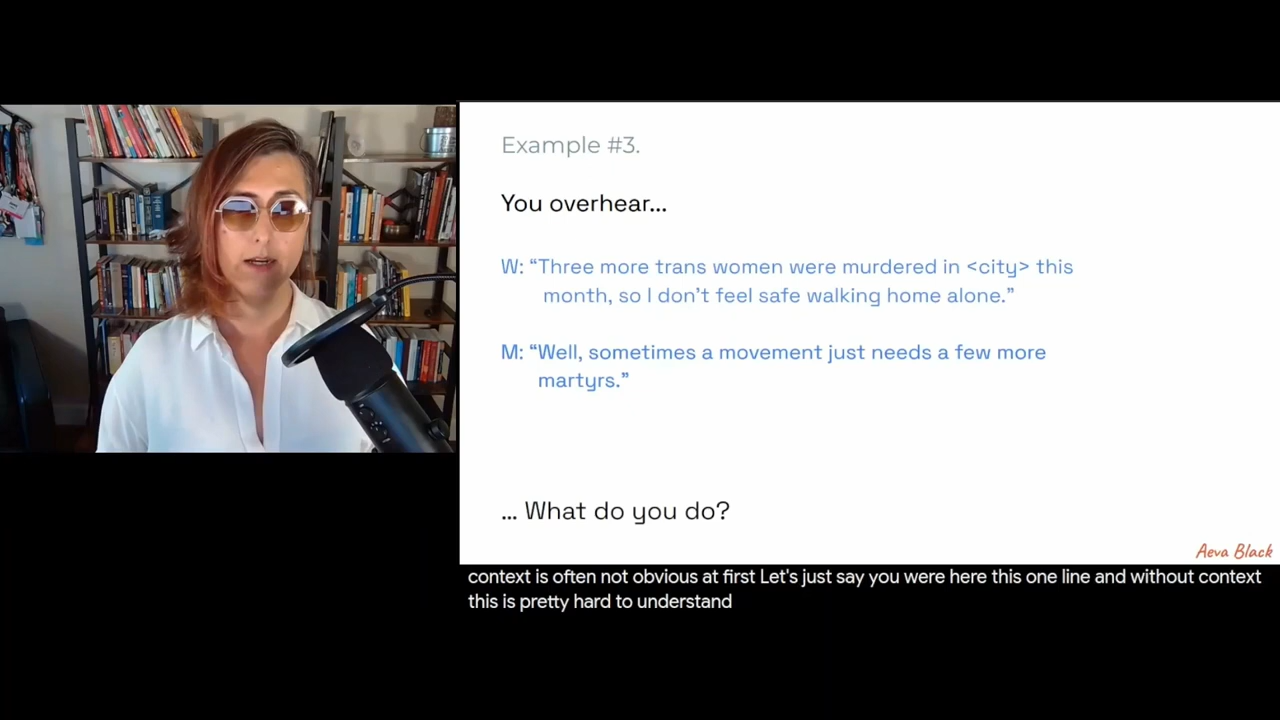 Example #3.
You overhear...
W: “Three more trans women were murdered in <city> this
month, so I don’t feel safe walking home alone.”
M: “Well, sometimes a movement just needs a few more
martyrs.”
... What do you do?
Aeva Black
context is often not obvious at first Let's just say you were here this one line and without context
this is pretty hard to understand